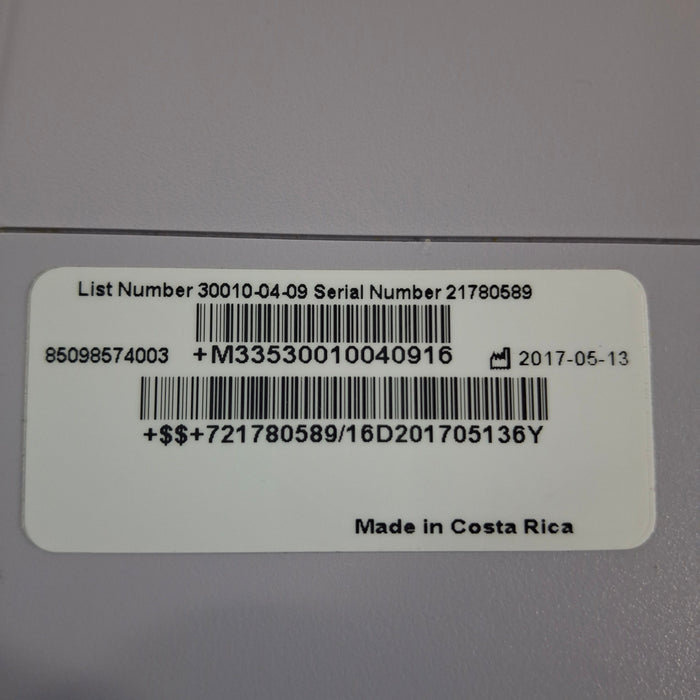 List Number 30010-04-09 Serial Number 21780589
85098574003 +M33530010040916 2017-05-13
+$$+721780589/16D201705136Y
Made in Costa Rica